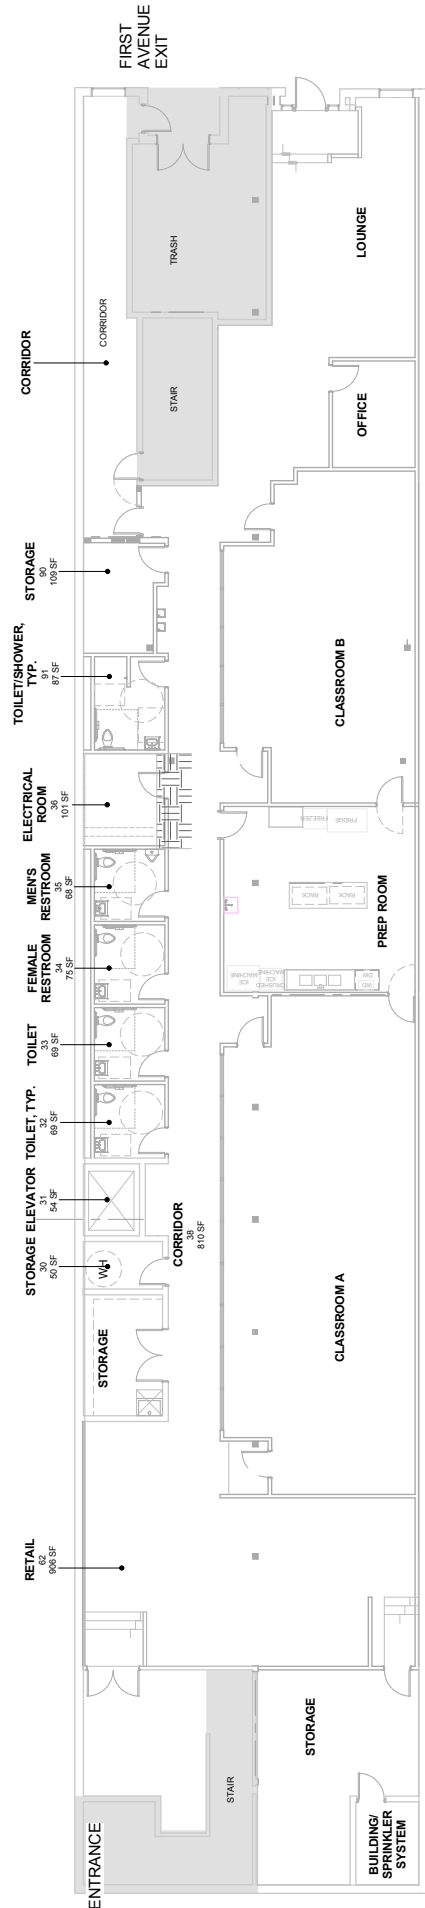 FIRST
AVENUE
EXIT
CORRIDOR
CORRIDOR
TRASH
LOUNGE
STAIR
OFFICE
STORAGE
90
109 SF
TOILET/SHOWER,
TYP.
91
87 SF
CLASSROOM B
ELECTRICAL
ROOM
36
101 SF
MEN'S
RESTROOM
35
68 SF
FREEZER
FRIDGE
RACK
RACK
PREP ROOM
FEMALE
RESTROOM
34
75 SF
ICE
MACHINE
CRUSHED
ICE
MACHINE
DW
WD
TOILET
33
69 SF
TOILET, TYP.
32
69 SF
ELEVATOR
31
54 SF
STORAGE
30
50 SF
WH
CORRIDOR
38
810 SF
STORAGE
CLASSROOM A
RETAIL
62
906 SF
STORAGE
STAIR
ENTRANCE
BUILDING/
SPRINKLER
SYSTEM